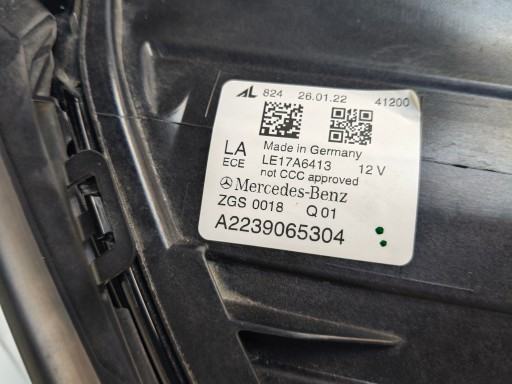 AL 824 26.01.22 41200
Made in Germany
LA LE17A6413 12 V
ECE not CCC approved
Mercedes-Benz
ZGS 0018 Q 01
A2239065304